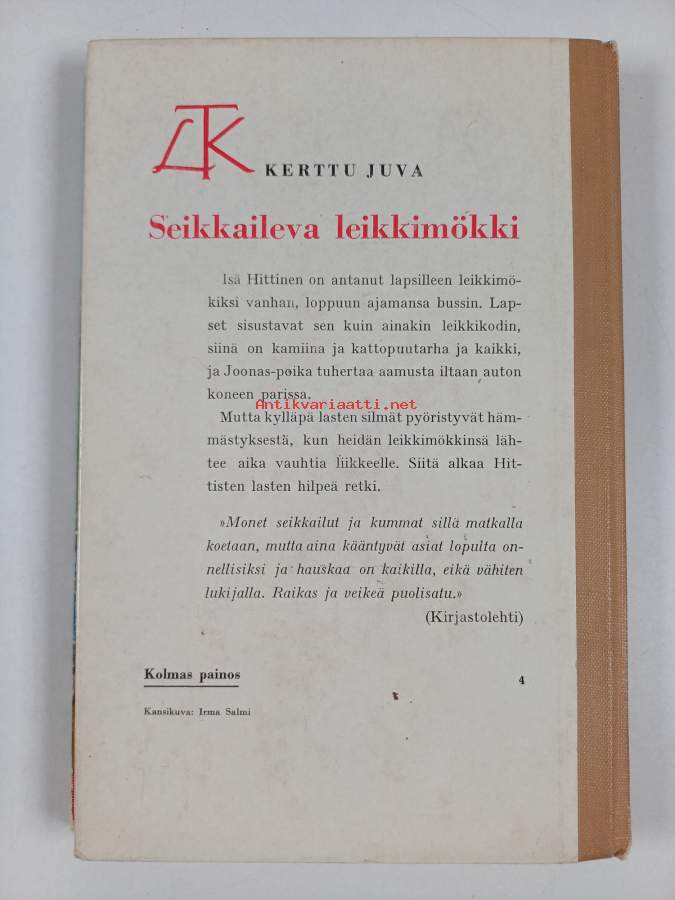 LTK
KERTTU JUVA
Seikkaileva leikkimökki
Isä Hittinen on antanut lapsilleen leikkimö-
kiksi vanhan, loppuun ajamansa bussin. Lap-
set sisustavat sen kuin ainakin leikkikodin,
siinä on kamiina ja kattopuutarha ja kaikki,
ja Joonas-poika tuhertaa aamusta iltaan auton
koneen parissa.
Antikvariaatti.net
Mutta kylläpä lasten silmät pyöristyvät häm-
mästyksestä, kun heidän leikkimökkinsä läh-
tee aika vauhtia liikkeelle. Siitä alkaa Hit-
tisten lasten hilpeä retki.
»Monet seikkailut ja kummat sillä matkalla
koetaan, mutta aina kääntyvät asiat lopulta on-
nellisiksi ja hauskaa on kaikilla, eikä vähiten
lukijalla. Raikas ja veikeä puolisatu.»
(Kirjastolehti)
Kolmas painos
4
Kansikuva: Irma Salmi